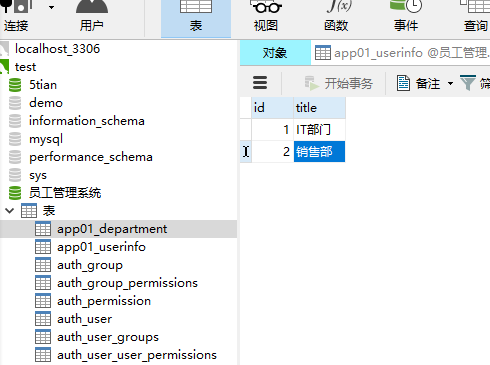 连接 用户 表 视图 函数 事件 查询
localhost_3306
test
5tian
demo
information_schema
mysql
performance_schema
sys
员工管理系统
表
app01_department
app01_userinfo
auth_group
auth_group_permissions
auth_permission
auth_user
auth_user_groups
auth_user_user_permissions
对象 app01_userinfo @员工管理.
开始事务 备注 筛
id title
1 IT部门
2 销售部